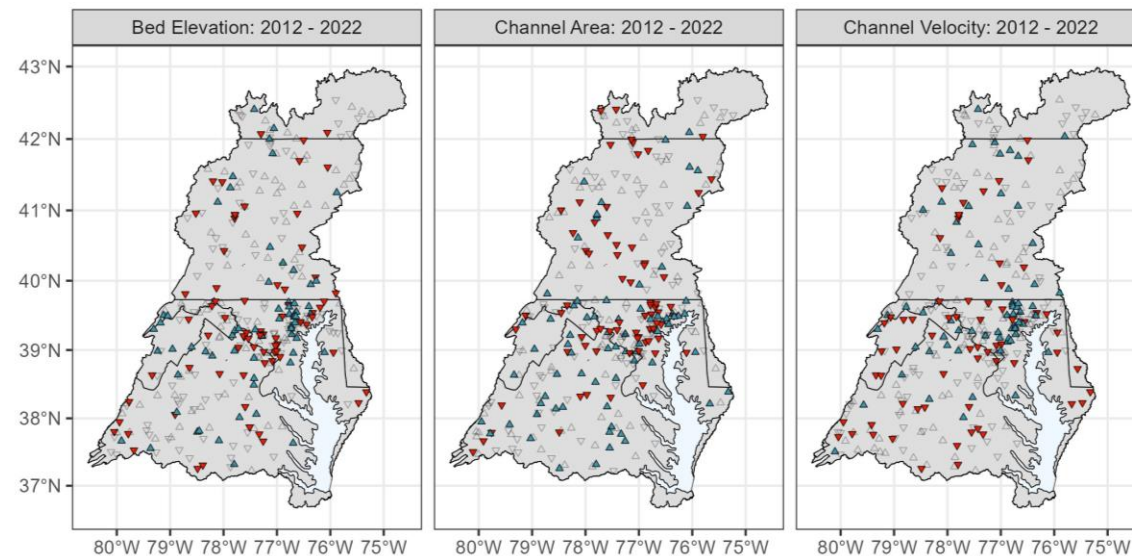 Bed Elevation: 2012 - 2022
Channel Area: 2012 - 2022
Channel Velocity: 2012 - 2022
43°N
42°N
41°N
40°N
39°N
38°N
37°N
80°W 79°W 78°W 77°W 76°W 75°W
80°W 79°W 78°W 77°W 76°W 75°W
80°W 79°W 78°W 77°W 76°W 75°W